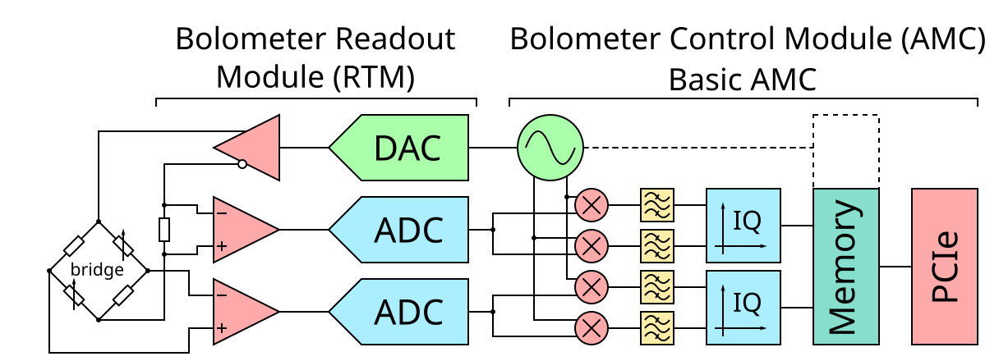 Bolometer Readout
Module (RTM)
Bolometer Control Module (AMC)
Basic AMC
DAC
ADC
ADC
bridge
IQ
IQ
Memory
PCIe